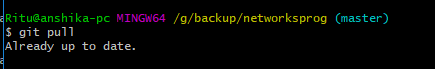 Ritu@anshika-pc MINGW64 /g/backup/networksprog (master)
$ git pull
Already up to date.